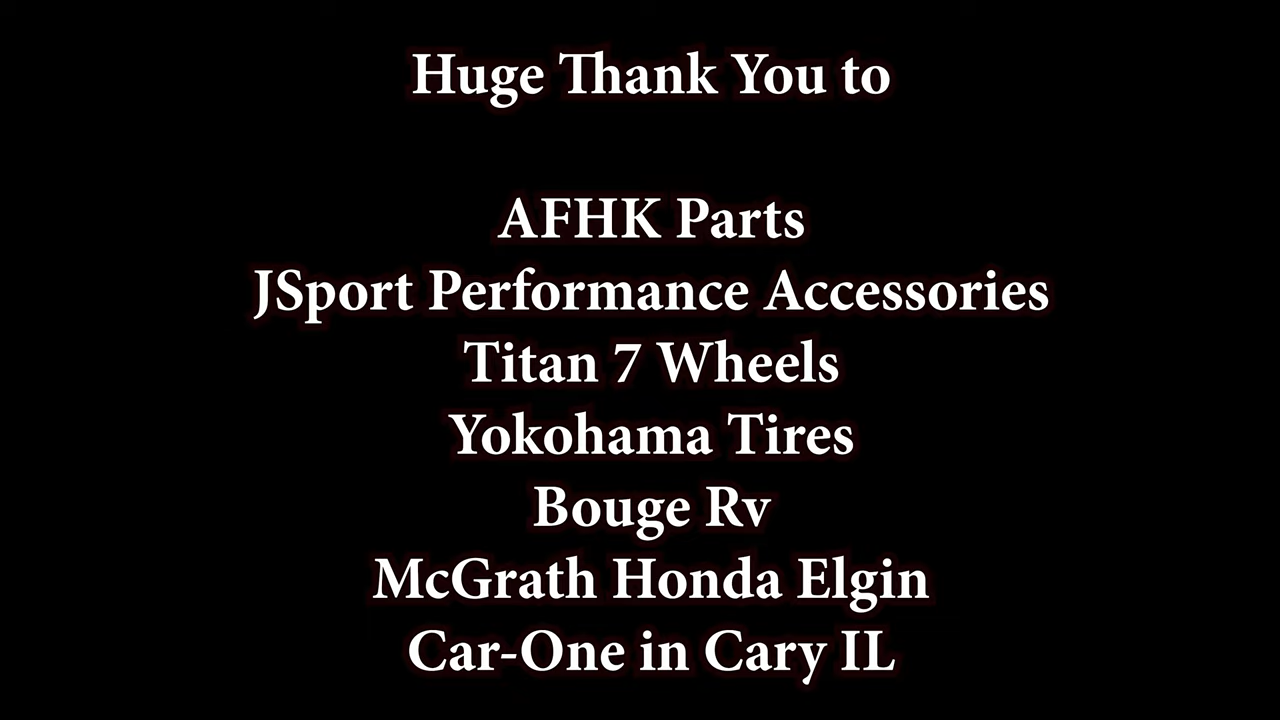 Huge Thank You to
AFHK Parts
JSport Performance Accessories
Titan 7 Wheels
Yokohama Tires
Bouge Rv
McGrath Honda Elgin
Car-One in Cary IL